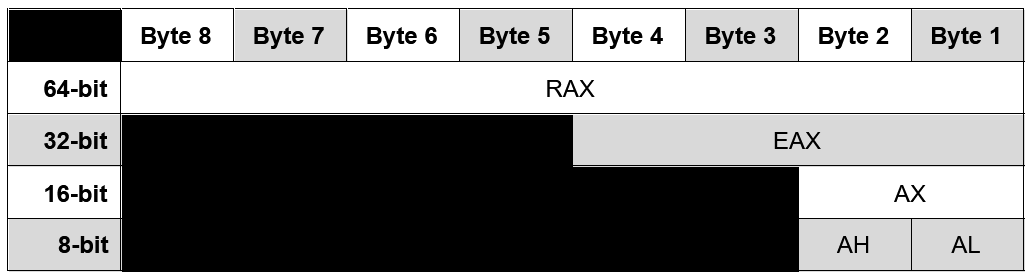 Byte 8 Byte 7 Byte 6 Byte 5 Byte 4 Byte 3 Byte 2 Byte 1
64-bit RAX
32-bit EAX
16-bit AX
8-bit AH AL